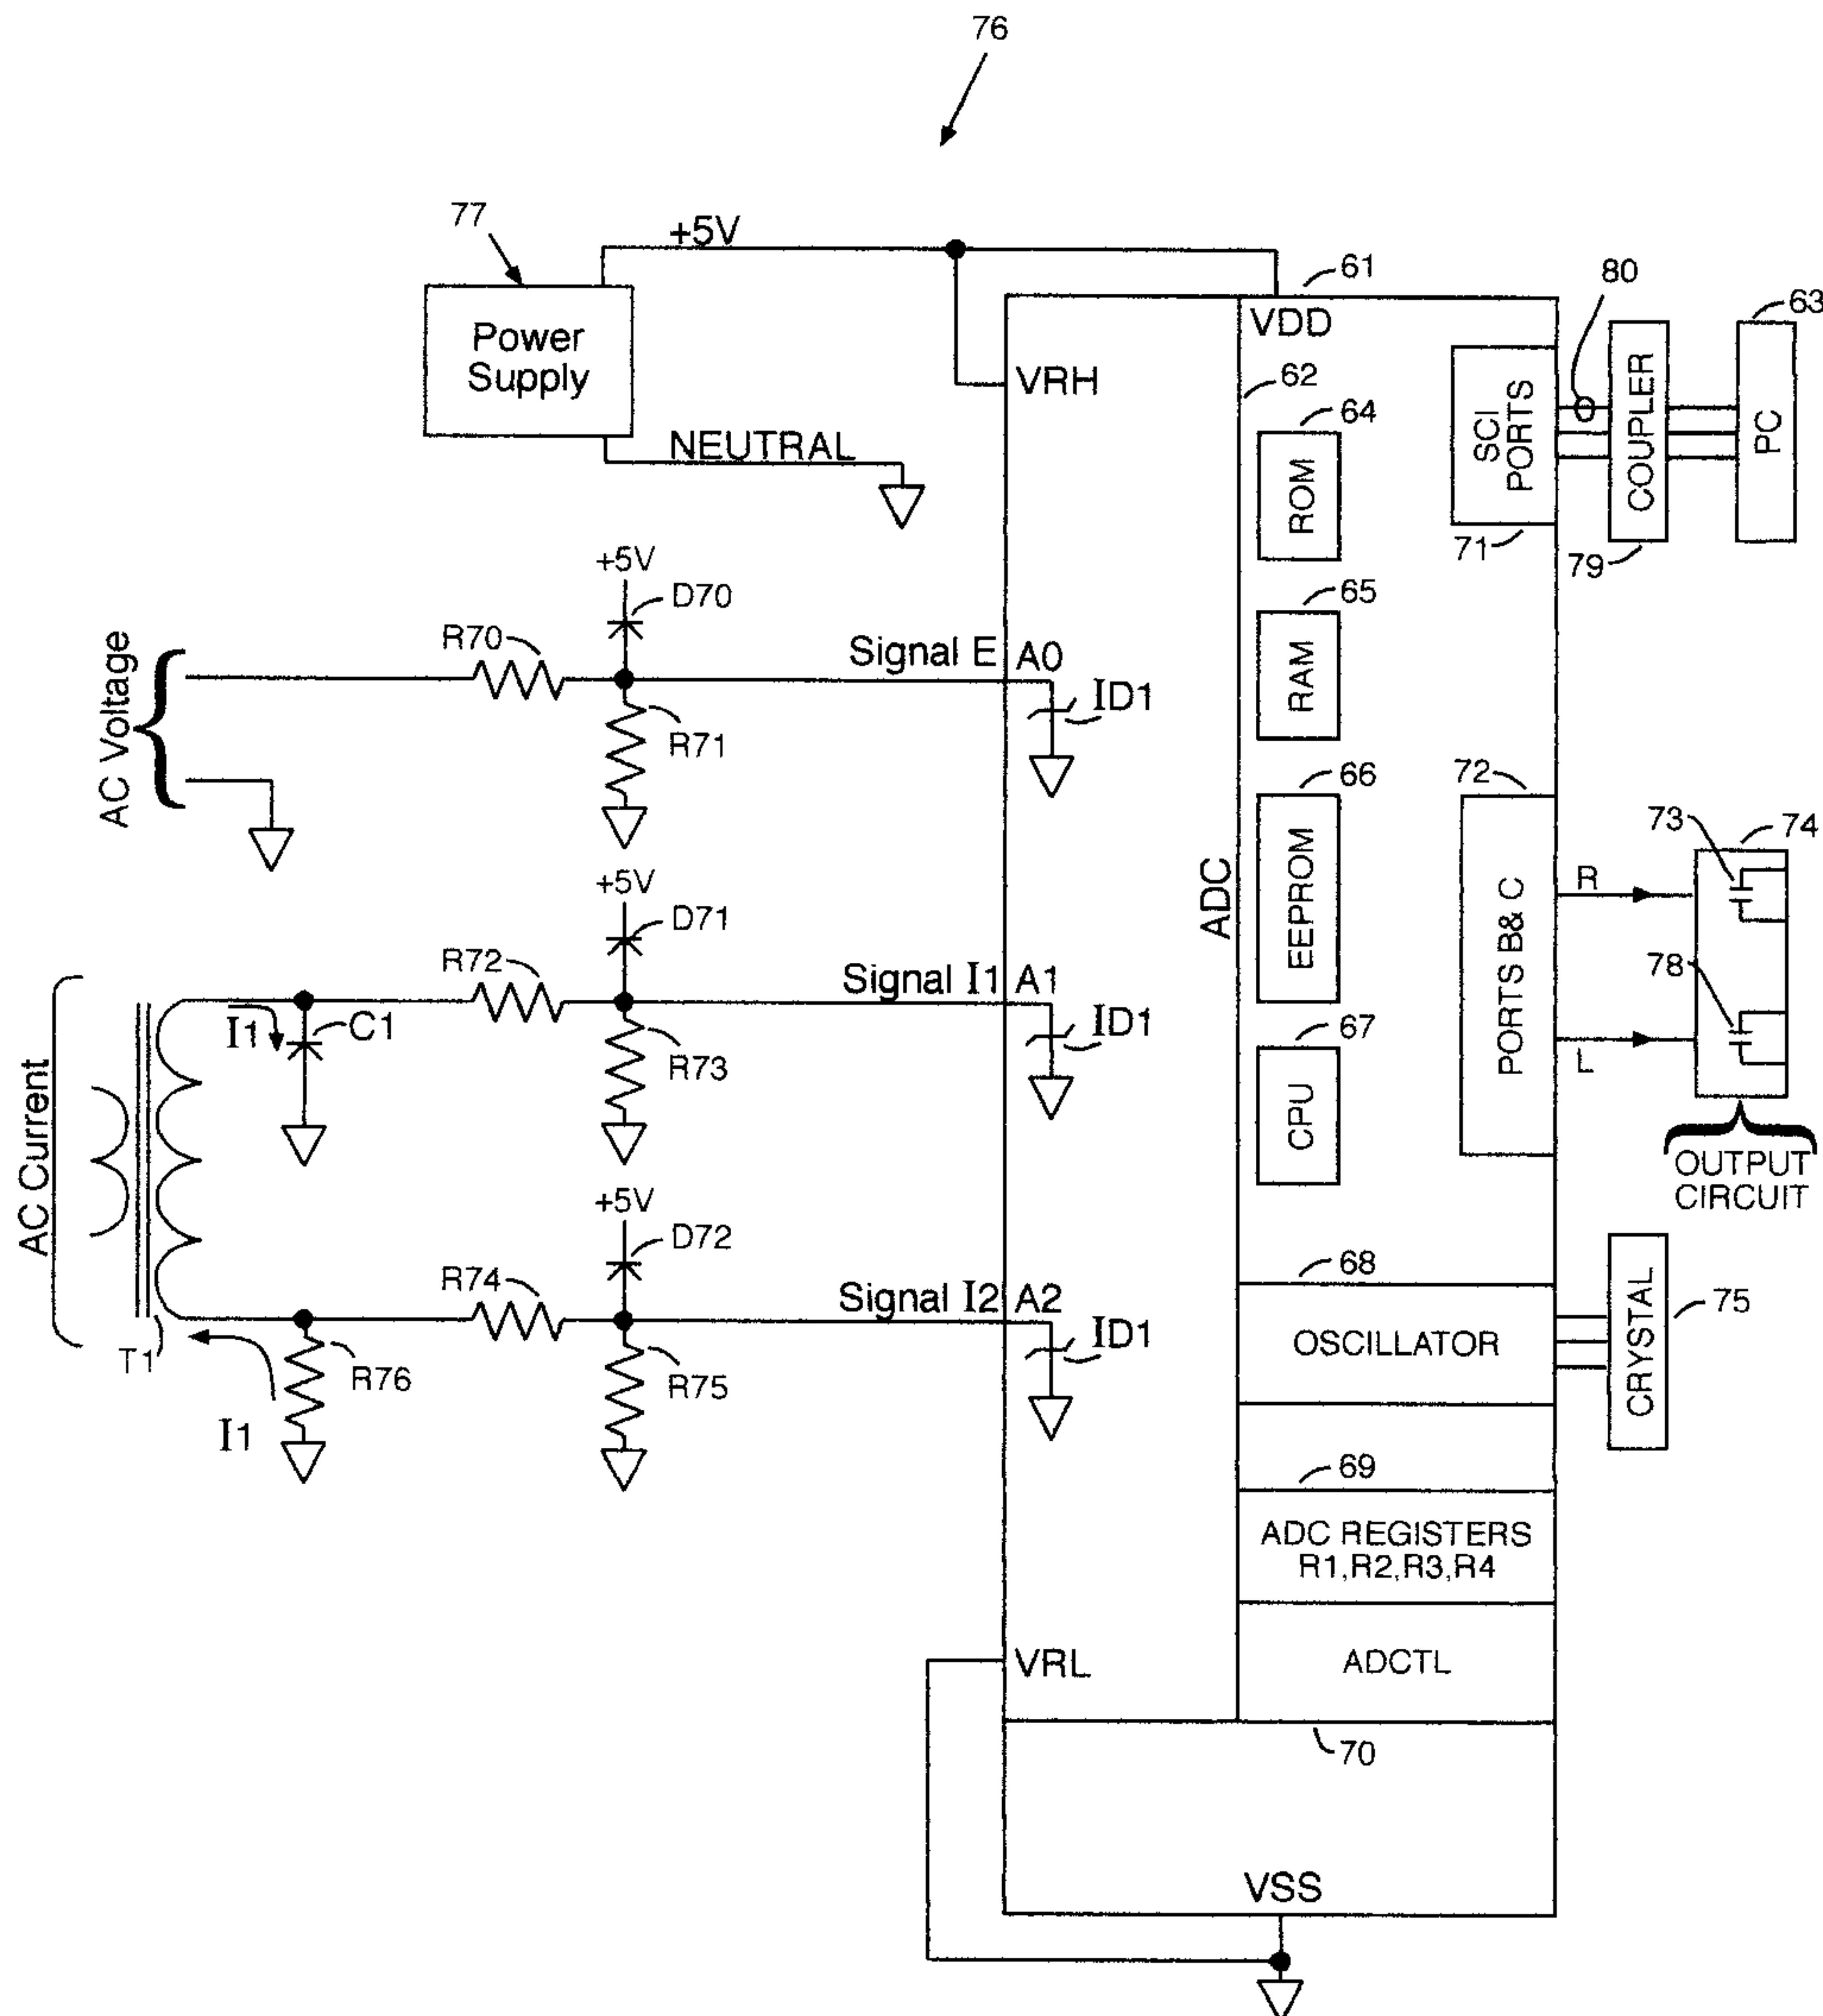 76
77
+5V
61
80
63
Power
Supply
VDD
VRH
62
SCI
PORTS
COUPLER
PC
64
NEUTRAL
ROM
71
79
+5V
D70
65
AC Voltage
R70
Signal E
A0
RAM
ID1
R71
66
72
73
74
+5V
ADC
EEPROM
PORTS B& C
R
D71
R72
Signal I1
A1
78
I1
C1
ID1
67
R73
L
AC Current
CPU
OUTPUT
CIRCUIT
+5V
D72
R74
68
Signal I2
A2
CRYSTAL
75
ID1
OSCILLATOR
T1
R76
R75
I1
69
ADC REGISTERS
R1,R2,R3,R4
VRL
ADCTL
70
VSS